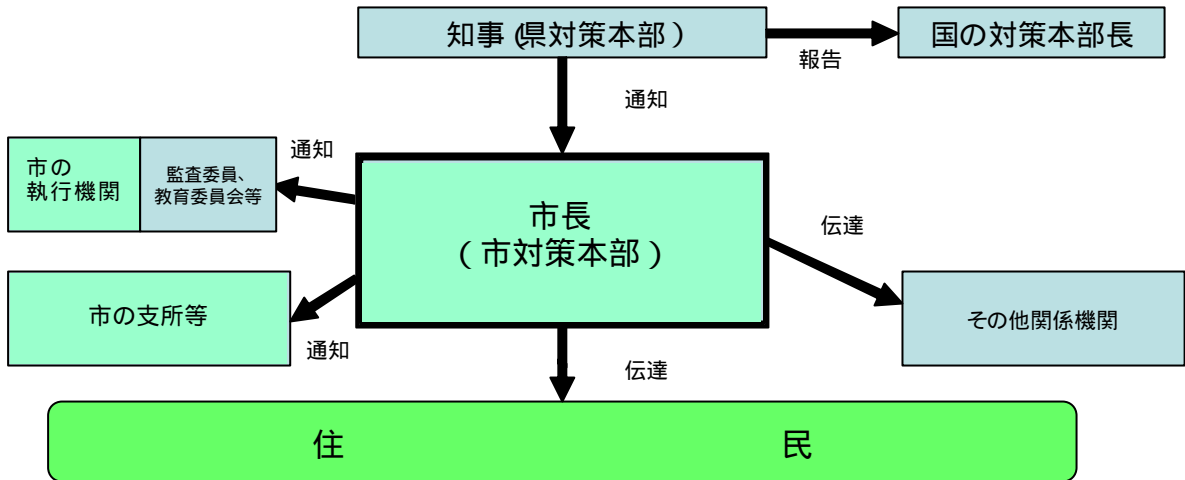 知事(県対策本部)
国の対策本部長
報告
通知
市の
執行機関
監査委員、
教育委員会等
通知
市長
(市対策本部)
伝達
市の支所等
通知
その他関係機関
伝達
住 民